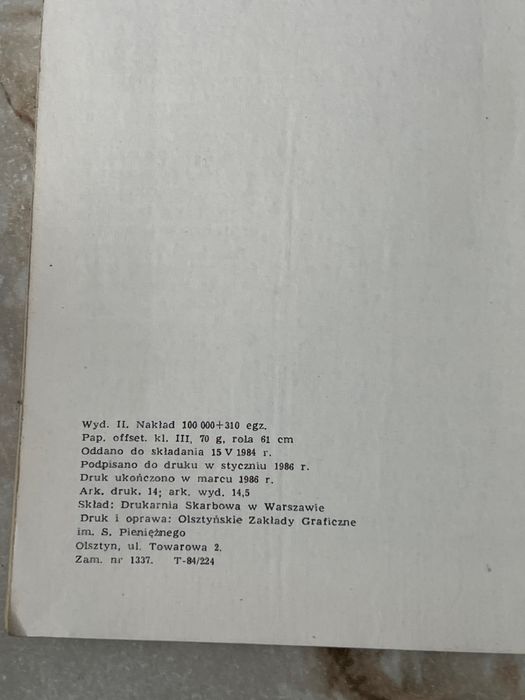 Wyd. II. Nakład 100 000+310 egz.
Pap. offset. kl. III, 70 g, rola 61 cm
Oddano do składania 15 V 1984 r.
Podpisano do druku w styczniu 1986 r.
Druk ukończono w marcu 1986 r.
Ark. druk. 14; ark. wyd. 14,5
Skład: Drukarnia Skarbowa w Warszawie
Druk i oprawa: Olsztyńskie Zakłady Graficzne
im. S. Pieniężnego
Olsztyn, ul. Towarowa 2.
Zam. nr 1337. T-84/224